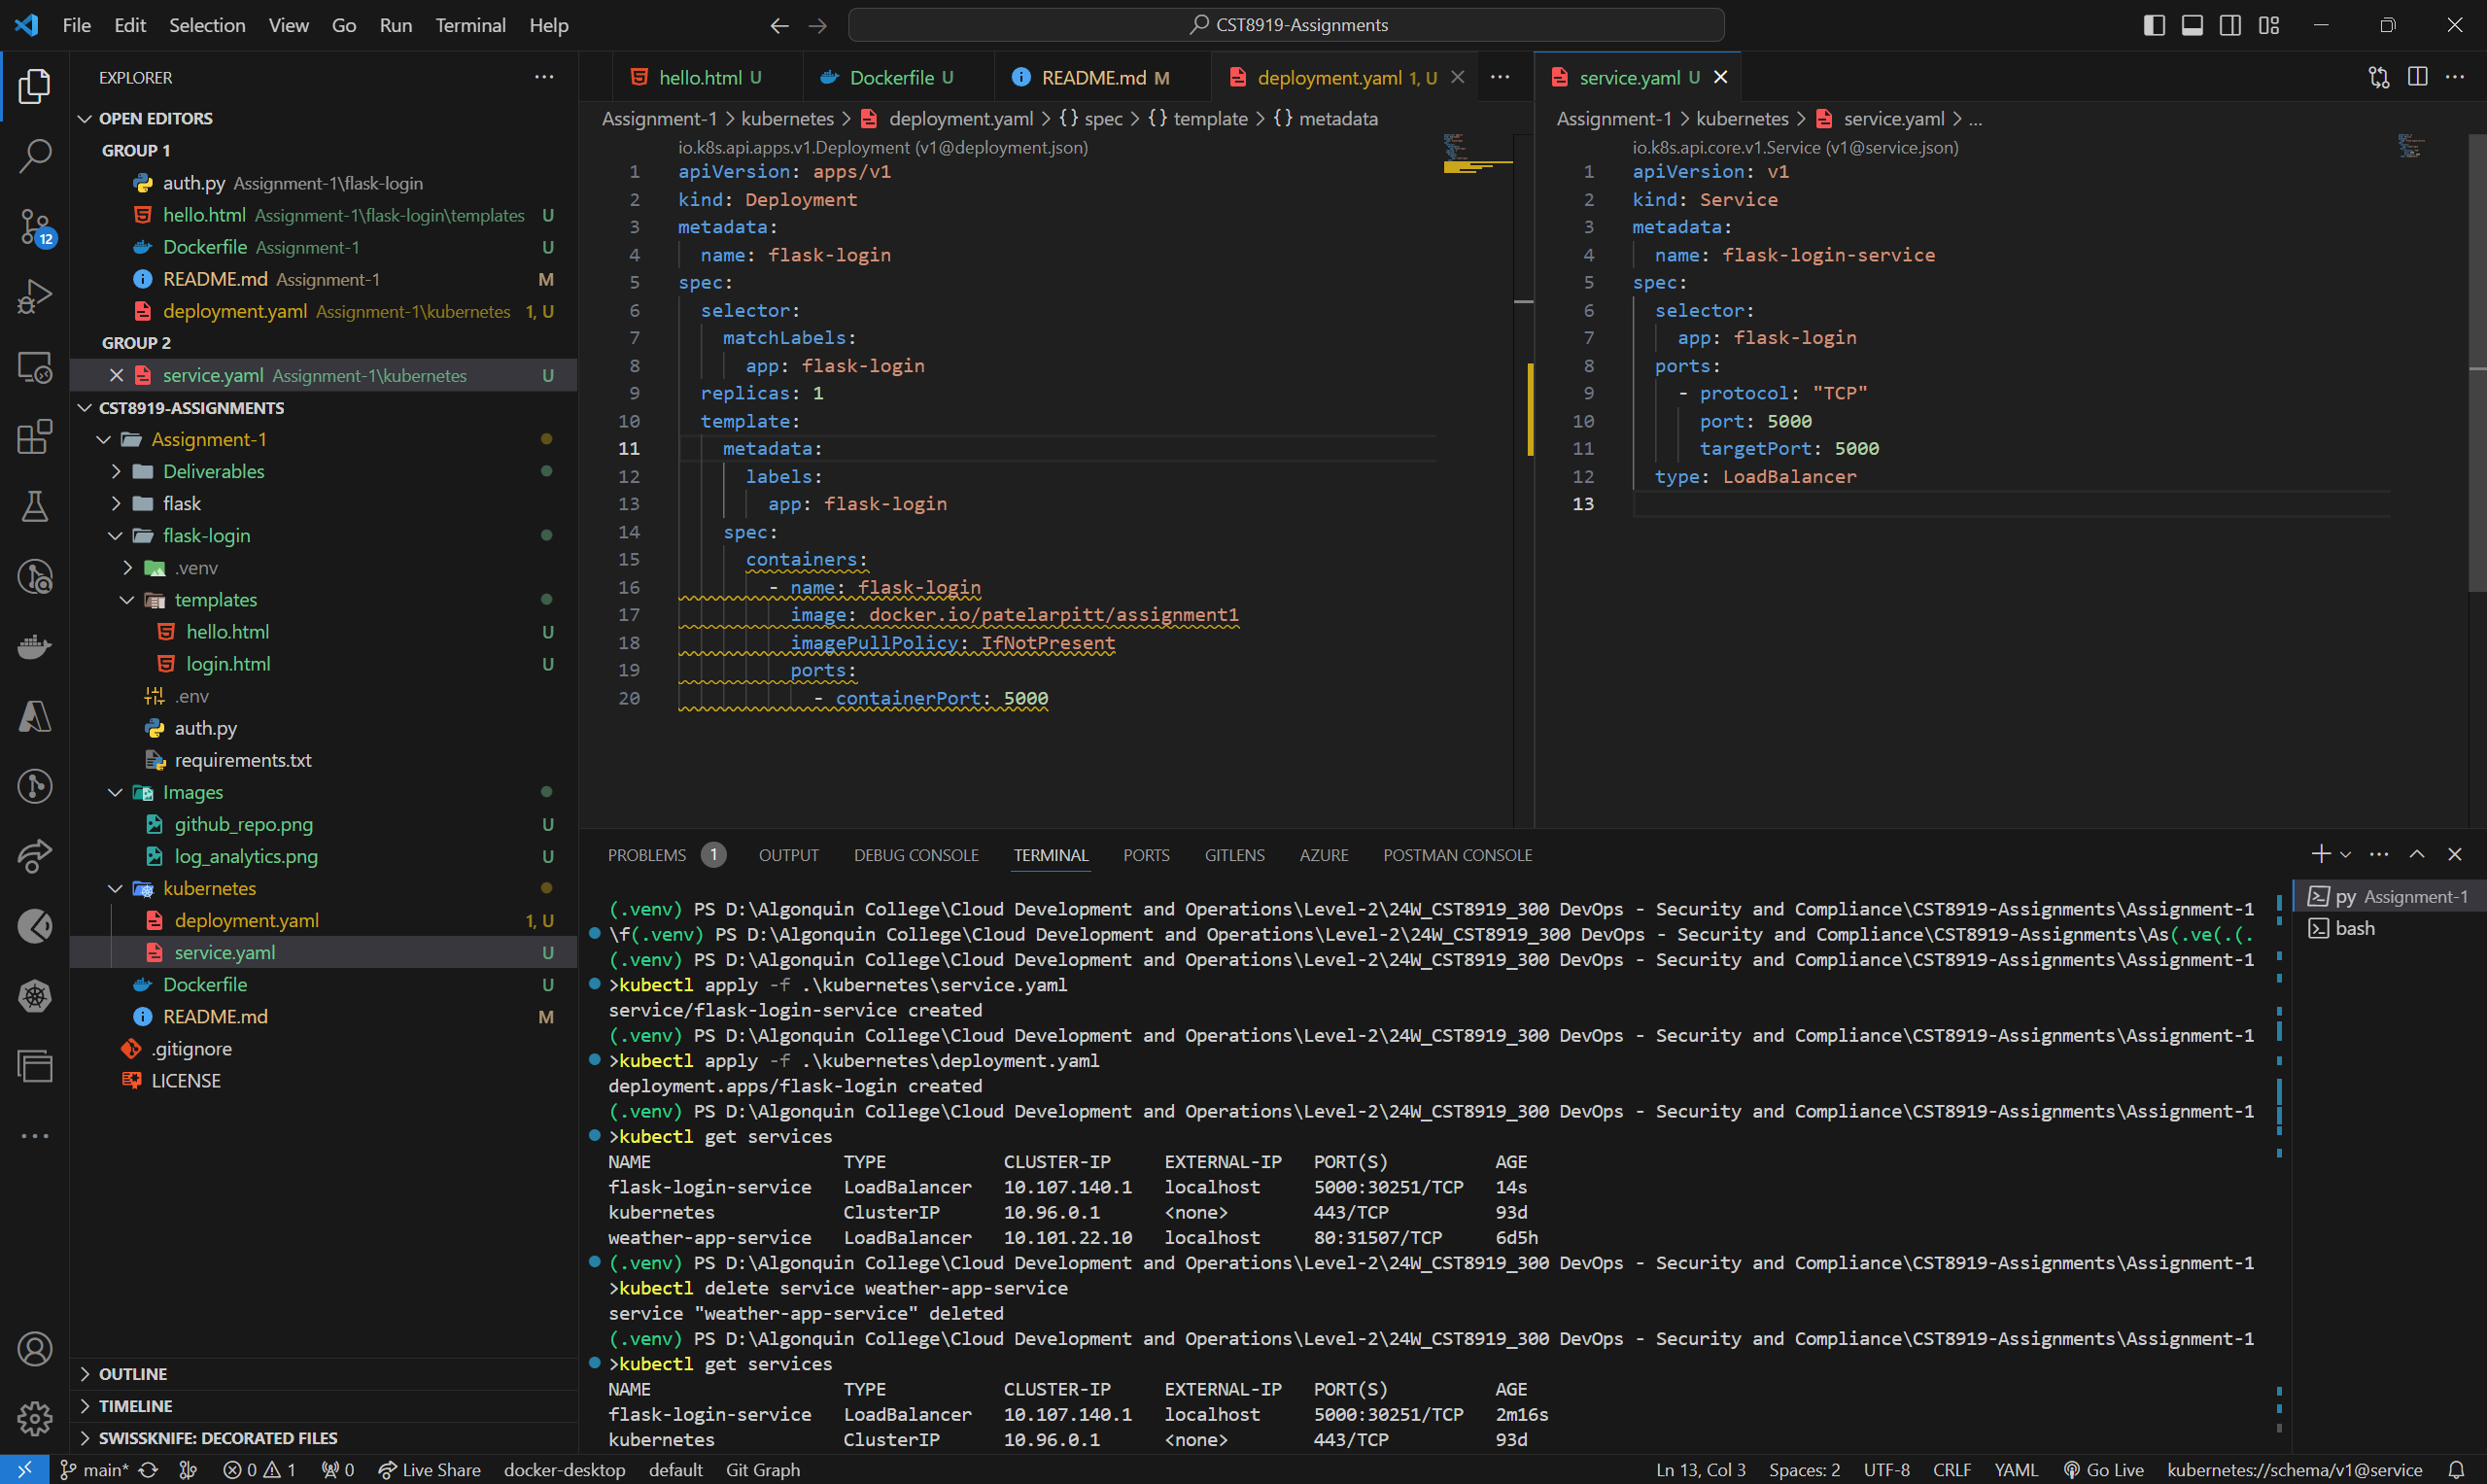 File Edit Selection View Go Run Terminal Help
CST8919-Assignments
EXPLORER
OPEN EDITORS
GROUP 1
auth.py Assignment-1\flask-login
hello.html Assignment-1\flask-login\templates U
Dockerfile Assignment-1 U
README.md Assignment-1 M
deployment.yaml Assignment-1\kubernetes 1, U
GROUP 2
service.yaml Assignment-1\kubernetes U
CST8919-ASSIGNMENTS
Assignment-1
Deliverables
flask
flask-login
.venv
templates
hello.html U
login.html U
.env
auth.py
requirements.txt
Images
github_repo.png U
log_analytics.png U
kubernetes
deployment.yaml 1, U
service.yaml U
Dockerfile U
README.md M
.gitignore
LICENSE
OUTLINE
TIMELINE
SWISSKNIFE: DECORATED FILES
12
hello.html U Dockerfile U README.md M deployment.yaml 1, U
Assignment-1 > kubernetes > deployment.yaml > {} spec > {} template > {} metadata
io.k8s.api.apps.v1.Deployment (v1@deployment.json)
1 apiVersion: apps/v1
2 kind: Deployment
3 metadata:
4 name: flask-login
5 spec:
6 selector:
7 matchLabels:
8 app: flask-login
9 replicas: 1
10 template:
11 metadata:
12 labels:
13 app: flask-login
14 spec:
15 containers:
16 - name: flask-login
17 image: docker.io/patelarpitt/assignment1
18 imagePullPolicy: IfNotPresent
19 ports:
20 - containerPort: 5000
service.yaml U
Assignment-1 > kubernetes > service.yaml > ...
io.k8s.api.core.v1.Service (v1@service.json)
1 apiVersion: v1
2 kind: Service
3 metadata:
4 name: flask-login-service
5 spec:
6 selector:
7 app: flask-login
8 ports:
9 - protocol: "TCP"
10 port: 5000
11 targetPort: 5000
12 type: LoadBalancer
13
PROBLEMS 1 OUTPUT DEBUG CONSOLE TERMINAL PORTS GITLENS AZURE POSTMAN CONSOLE
(.venv) PS D:\Algonquin College\Cloud Development and Operations\Level-2\24W_CST8919_300 DevOps - Security and Compliance\CST8919-Assignments\Assignment-1
\f(.venv) PS D:\Algonquin College\Cloud Development and Operations\Level-2\24W_CST8919_300 DevOps - Security and Compliance\CST8919-Assignments\As(.ve(.(.
(.venv) PS D:\Algonquin College\Cloud Development and Operations\Level-2\24W_CST8919_300 DevOps - Security and Compliance\CST8919-Assignments\Assignment-1
>kubectl apply -f .\kubernetes\service.yaml
service/flask-login-service created
(.venv) PS D:\Algonquin College\Cloud Development and Operations\Level-2\24W_CST8919_300 DevOps - Security and Compliance\CST8919-Assignments\Assignment-1
>kubectl apply -f .\kubernetes\deployment.yaml
deployment.apps/flask-login created
(.venv) PS D:\Algonquin College\Cloud Development and Operations\Level-2\24W_CST8919_300 DevOps - Security and Compliance\CST8919-Assignments\Assignment-1
>kubectl get services
NAME TYPE CLUSTER-IP EXTERNAL-IP PORT(S) AGE
flask-login-service LoadBalancer 10.107.140.1 localhost 5000:30251/TCP 14s
kubernetes ClusterIP 10.96.0.1 <none> 443/TCP 93d
weather-app-service LoadBalancer 10.101.22.10 localhost 80:31507/TCP 6d5h
(.venv) PS D:\Algonquin College\Cloud Development and Operations\Level-2\24W_CST8919_300 DevOps - Security and Compliance\CST8919-Assignments\Assignment-1
>kubectl delete service weather-app-service
service "weather-app-service" deleted
(.venv) PS D:\Algonquin College\Cloud Development and Operations\Level-2\24W_CST8919_300 DevOps - Security and Compliance\CST8919-Assignments\Assignment-1
>kubectl get services
NAME TYPE CLUSTER-IP EXTERNAL-IP PORT(S) AGE
flask-login-service LoadBalancer 10.107.140.1 localhost 5000:30251/TCP 2m16s
kubernetes ClusterIP 10.96.0.1 <none> 443/TCP 93d
py Assignment-1
bash
main* 0 1 0 Live Share docker-desktop default Git Graph
Ln 13, Col 3 Spaces: 2 UTF-8 CRLF YAML Go Live kubernetes://schema/v1@service